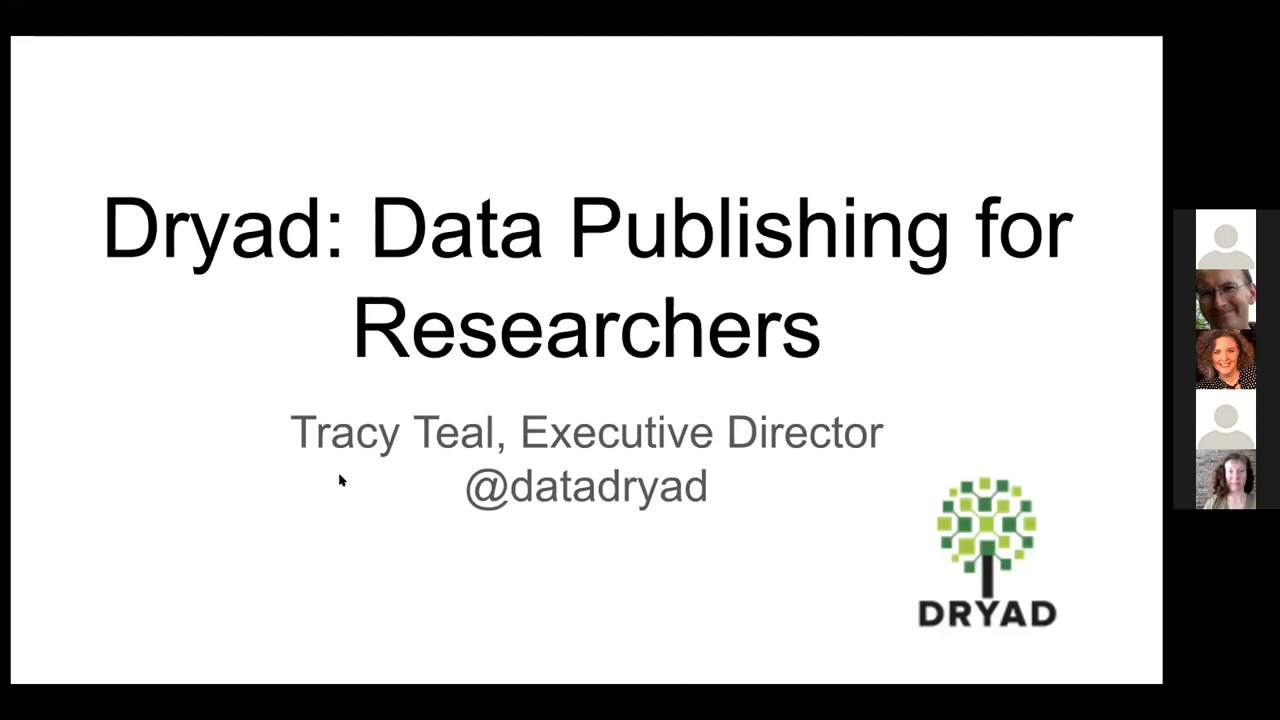 Dryad: Data Publishing for
Researchers
Tracy Teal, Executive Director
@datadryad
DRYAD